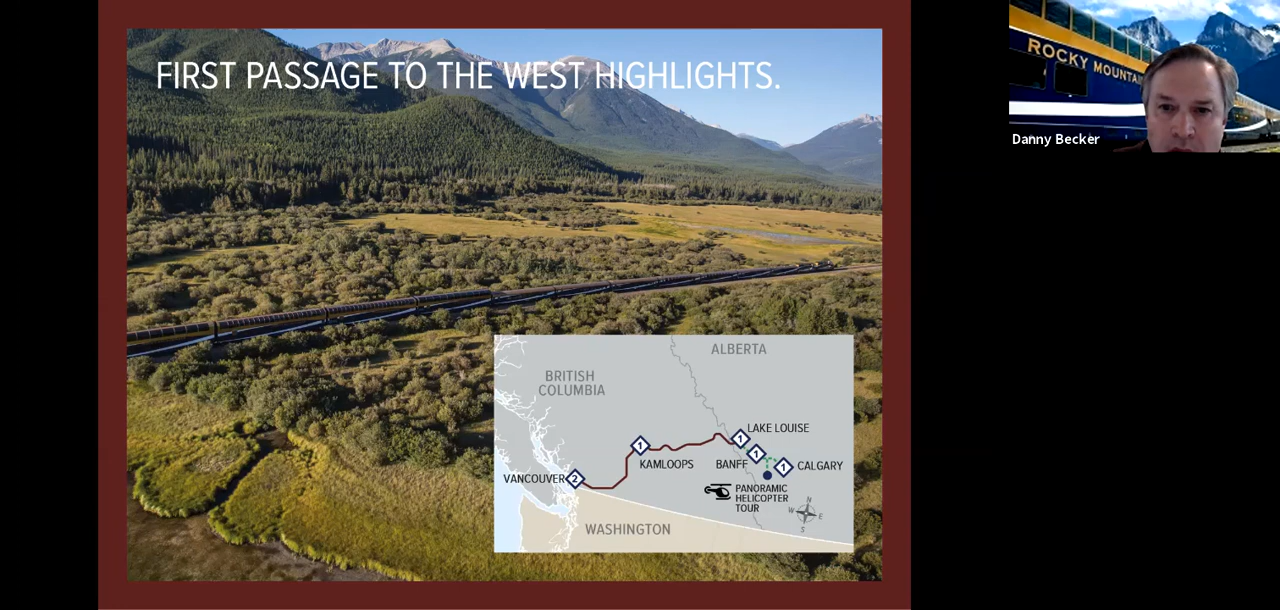 FIRST PASSAGE TO THE WEST HIGHLIGHTS.
ROCKY MOUNTAI
Danny Becker
ALBERTA
BRITISH
COLUMBIA
LAKE LOUISE
1
1
KAMLOOPS
BANFF
1
1
CALGARY
VANCOUVER
2
PANORAMIC
HELICOPTER
TOUR
N
W
E
S
WASHINGTON